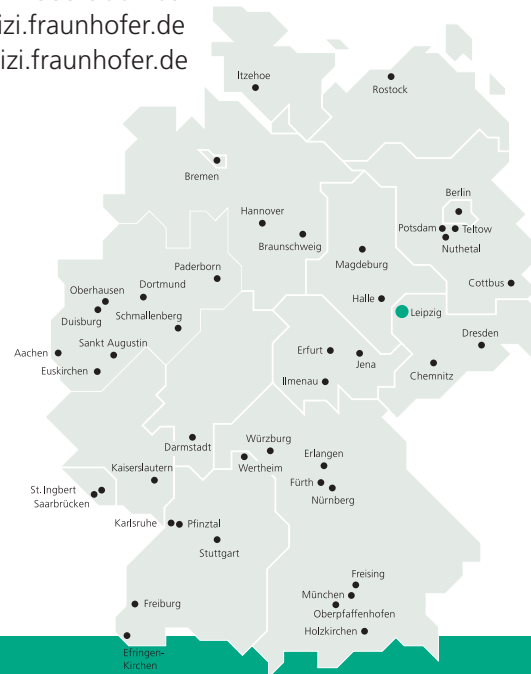 izi.fraunhofer.de
izi.fraunhofer.de
Itzehoe
Rostock
Bremen
Berlin
Hannover
Potsdam
Teltow
Braunschweig
Nuthetal
Magdeburg
Paderborn
Cottbus
Oberhausen
Dortmund
Halle
Leipzig
Duisburg
Schmallenberg
Dresden
Sankt Augustin
Aachen
Erfurt
Jena
Euskirchen
Chemnitz
Ilmenau
Darmstadt
Würzburg
Erlangen
Wertheim
Kaiserslautern
Fürth
St. Ingbert
Nürnberg
Saarbrücken
Karlsruhe
Pfinztal
Stuttgart
Freising
München
Freiburg
Oberpfaffenhofen
Holzkirchen
Efringen-
Kirchen